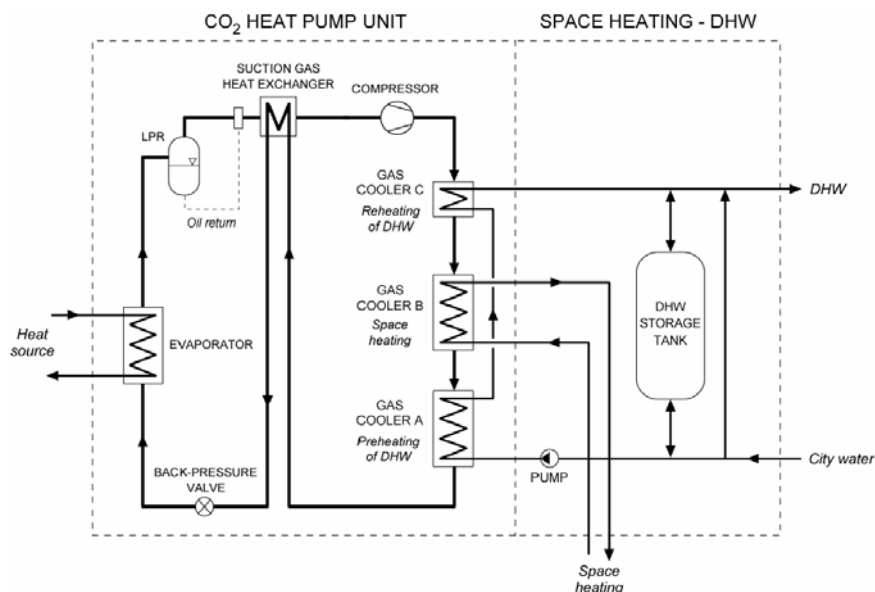 CO2 HEAT PUMP UNIT
SPACE HEATING - DHW
SUCTION GAS
HEAT EXCHANGER
COMPRESSOR
LPR
Oil return
GAS
COOLER C
Reheating
of DHW
DHW
GAS
COOLER B
Space
heating
DHW
STORAGE
TANK
Heat
source
EVAPORATOR
GAS
COOLER A
Preheating
of DHW
BACK-PRESSURE
VALVE
PUMP
City water
Space
heating